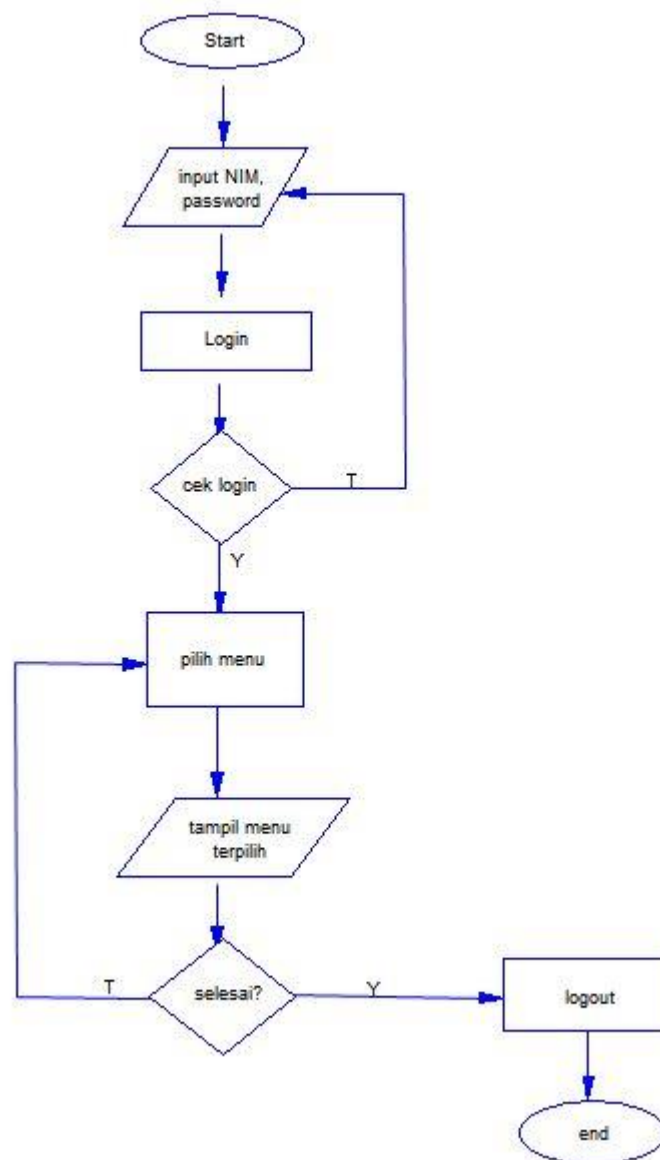 Start
input NIM,
password
Login
cek login
T
Y
pilih menu
tampil menu
terpilih
selesai?
T
Y
logout
end